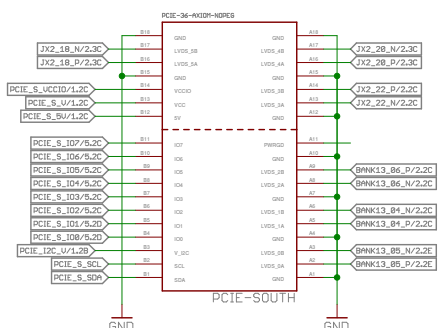 PCIE-36-AXIOM-NOPEG
B18 GND GND A18
JX2_18_N/2.3C B17 LVDS_5B LVDS_4B A17 JX2_20_N/2.3C
JX2_18_P/2.3C B16 LVDS_5A LVDS_4A A16 JX2_20_P/2.3C
B15 GND GND A15
PCIE_S_VCCIO/1.2C B14 VCCIO LVDS_3B A14 JX2_22_P/2.2C
PCIE_S_V/1.2C B13 VCC LVDS_3A A13 JX2_22_N/2.2C
PCIE_S_5V/1.2C B12 5V GND A12
PCIE_S_IO7/5.2C B11 IO7 PWRGD A11
PCIE_S_IO6/5.2C B10 IO6 GND A10
PCIE_S_IO5/5.2C B9 IO5 LVDS_2B A9 BANK13_06_P/2.2C
PCIE_S_IO4/5.2C B8 IO4 LVDS_2A A8 BANK13_06_N/2.2C
PCIE_S_IO3/5.2C B7 IO3 GND A7
PCIE_S_IO2/5.2C B6 IO2 LVDS_1B A6 BANK13_04_N/2.2C
PCIE_S_IO1/5.2D B5 IO1 LVDS_1A A5 BANK13_04_P/2.2C
PCIE_S_IO0/5.2D B4 IO0 GND A4
PCIE_I2C_V/1.2B B3 V_I2C LVDS_0B A3 BANK13_05_N/2.2E
PCIE_S_SCL B2 SCL LVDS_0A A2 BANK13_05_P/2.2E
PCIE_S_SDA B1 SDA GND A1
PCIE-SOUTH
GND GND